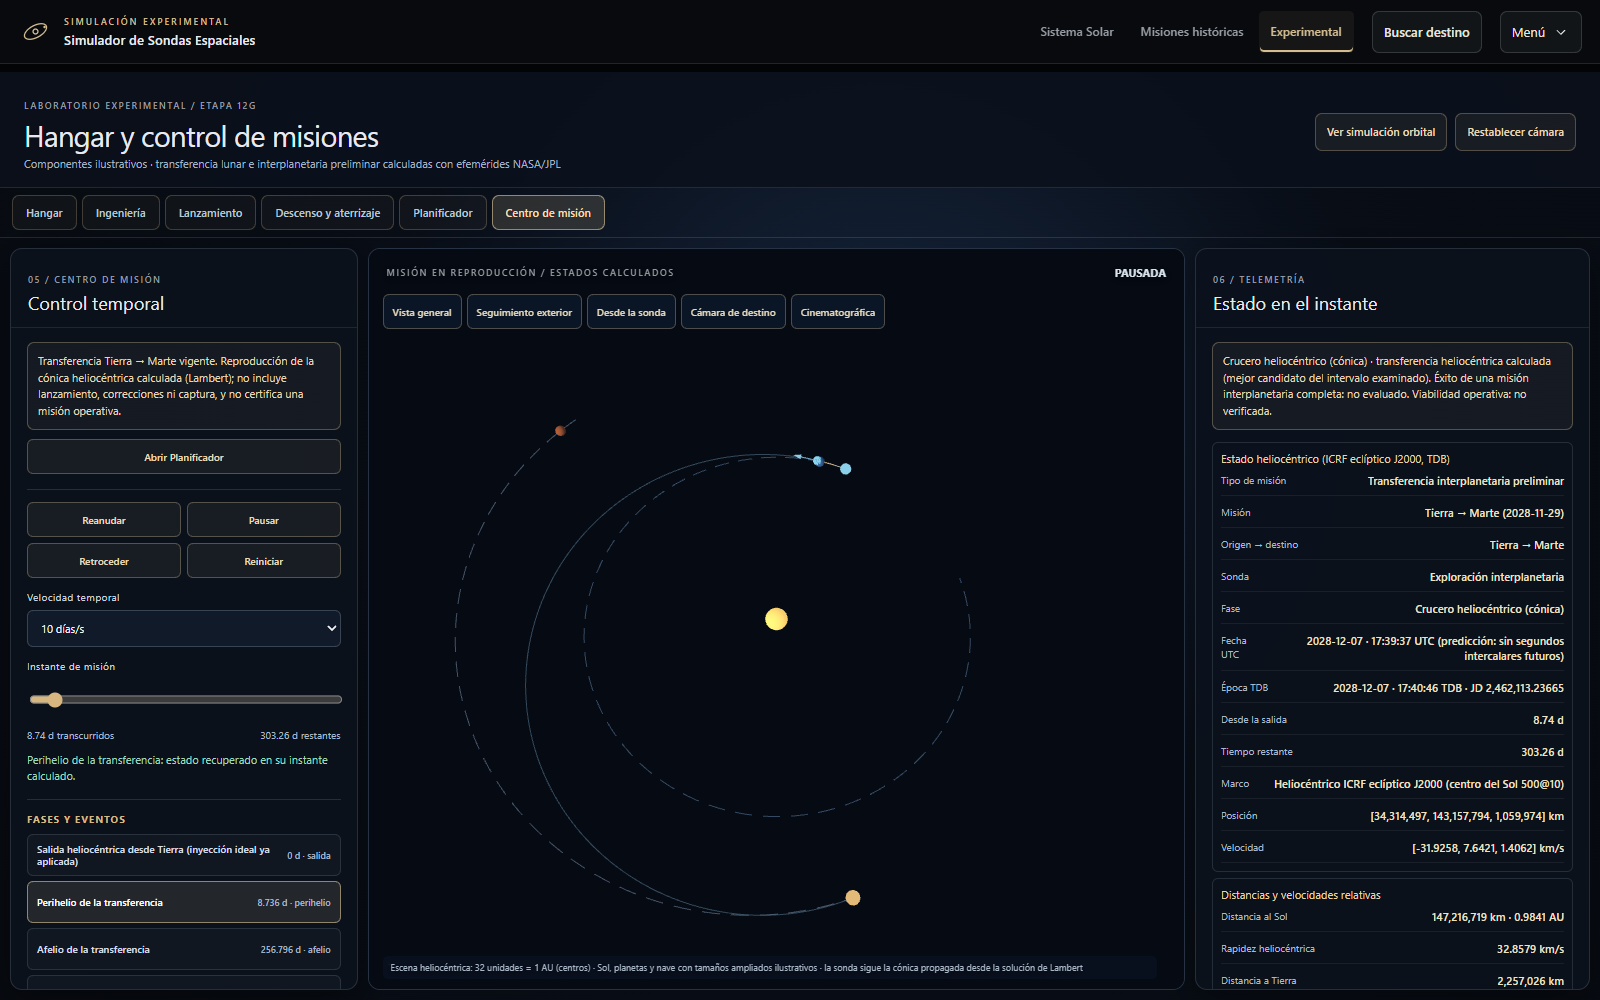 SIMULACIÓN EXPERIMENTAL
Simulador de Sondas Espaciales
Sistema Solar
Misiones históricas
Experimental
Buscar destino
Menú
LABORATORIO EXPERIMENTAL / ETAPA 12G
Hangar y control de misiones
Componentes ilustrativos · transferencia lunar e interplanetaria preliminar calculadas con efemérides NASA/JPL
Ver simulación orbital
Restablecer cámara
Hangar
Ingeniería
Lanzamiento
Descenso y aterrizaje
Planificador
Centro de misión
05 / CENTRO DE MISIÓN
Control temporal
Transferencia Tierra → Marte vigente. Reproducción de la
cónica heliocéntrica calculada (Lambert); no incluye
lanzamiento, correcciones ni captura, y no certifica una
misión operativa.
Abrir Planificador
Reanudar
Pausar
Retroceder
Reiniciar
Velocidad temporal
10 días/s
Instante de misión
8.74 d transcurridos
303.26 d restantes
Perihelio de la transferencia: estado recuperado en su instante
calculado.
FASES Y EVENTOS
Salida heliocéntrica desde Tierra (inyección ideal ya
aplicada)
0 d · salida
Perihelio de la transferencia
8.736 d · perihelio
Afelio de la transferencia
256.796 d · afelio
MISIÓN EN REPRODUCCIÓN / ESTADOS CALCULADOS
PAUSADA
Vista general
Seguimiento exterior
Desde la sonda
Cámara de destino
Cinematográfica
Escena heliocéntrica: 32 unidades = 1 AU (centros) · Sol, planetas y nave con tamaños ampliados ilustrativos · la sonda sigue la cónica propagada desde la solución de Lambert
06 / TELEMETRÍA
Estado en el instante
Crucero heliocéntrico (cónica) · transferencia heliocéntrica calculada
(mejor candidato del intervalo examinado). Éxito de una misión
interplanetaria completa: no evaluado. Viabilidad operativa: no
verificada.
Estado heliocéntrico (ICRF eclíptico J2000, TDB)
Tipo de misión
Transferencia interplanetaria preliminar
Misión
Tierra → Marte (2028-11-29)
Origen → destino
Tierra → Marte
Sonda
Exploración interplanetaria
Fase
Crucero heliocéntrico (cónica)
Fecha
UTC
2028-12-07 · 17:39:37 UTC (predicción: sin segundos
intercalares futuros)
Época TDB
2028-12-07 · 17:40:46 TDB · JD 2,462,113.23665
Desde la salida
8.74 d
Tiempo restante
303.26 d
Marco
Heliocéntrico ICRF eclíptico J2000 (centro del Sol 500@10)
Posición
[34,314,497, 143,157,794, 1,059,974] km
Velocidad
[-31.9258, 7.6421, 1.4062] km/s
Distancias y velocidades relativas
Distancia al Sol
147,216,719 km · 0.9841 AU
Rapidez heliocéntrica
32.8579 km/s
Distancia a Tierra
2,257,026 km